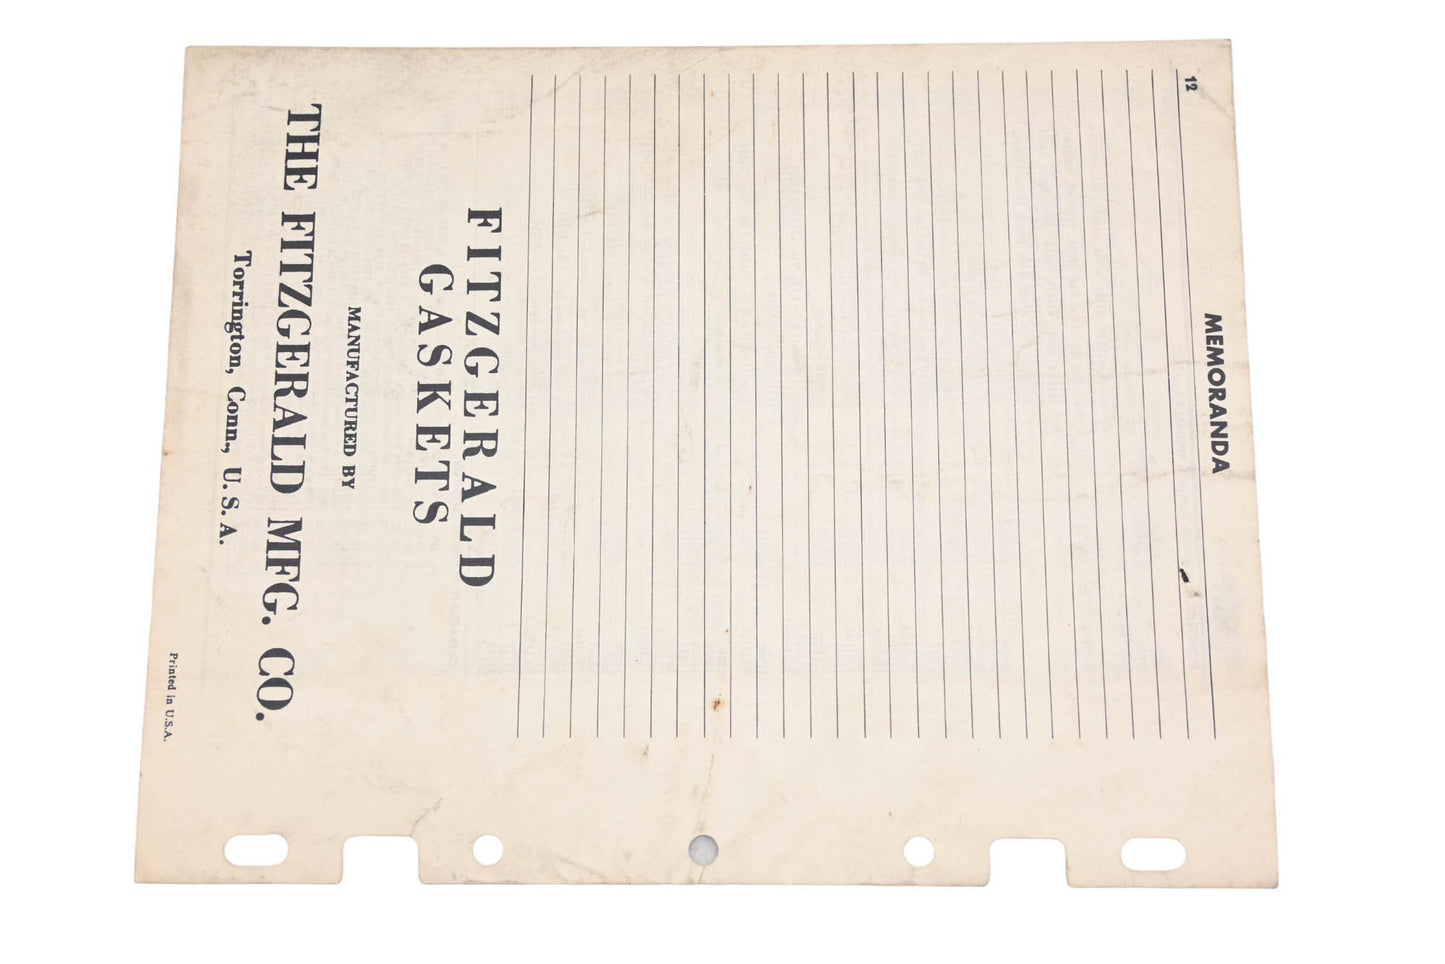 12
MEMORANDA
FITZGERALD
GASKETS
MANUFACTURED BY
THE FITZGERALD MFG. CO.
Torrington, Conn., U. S. A.
Printed in U.S.A.